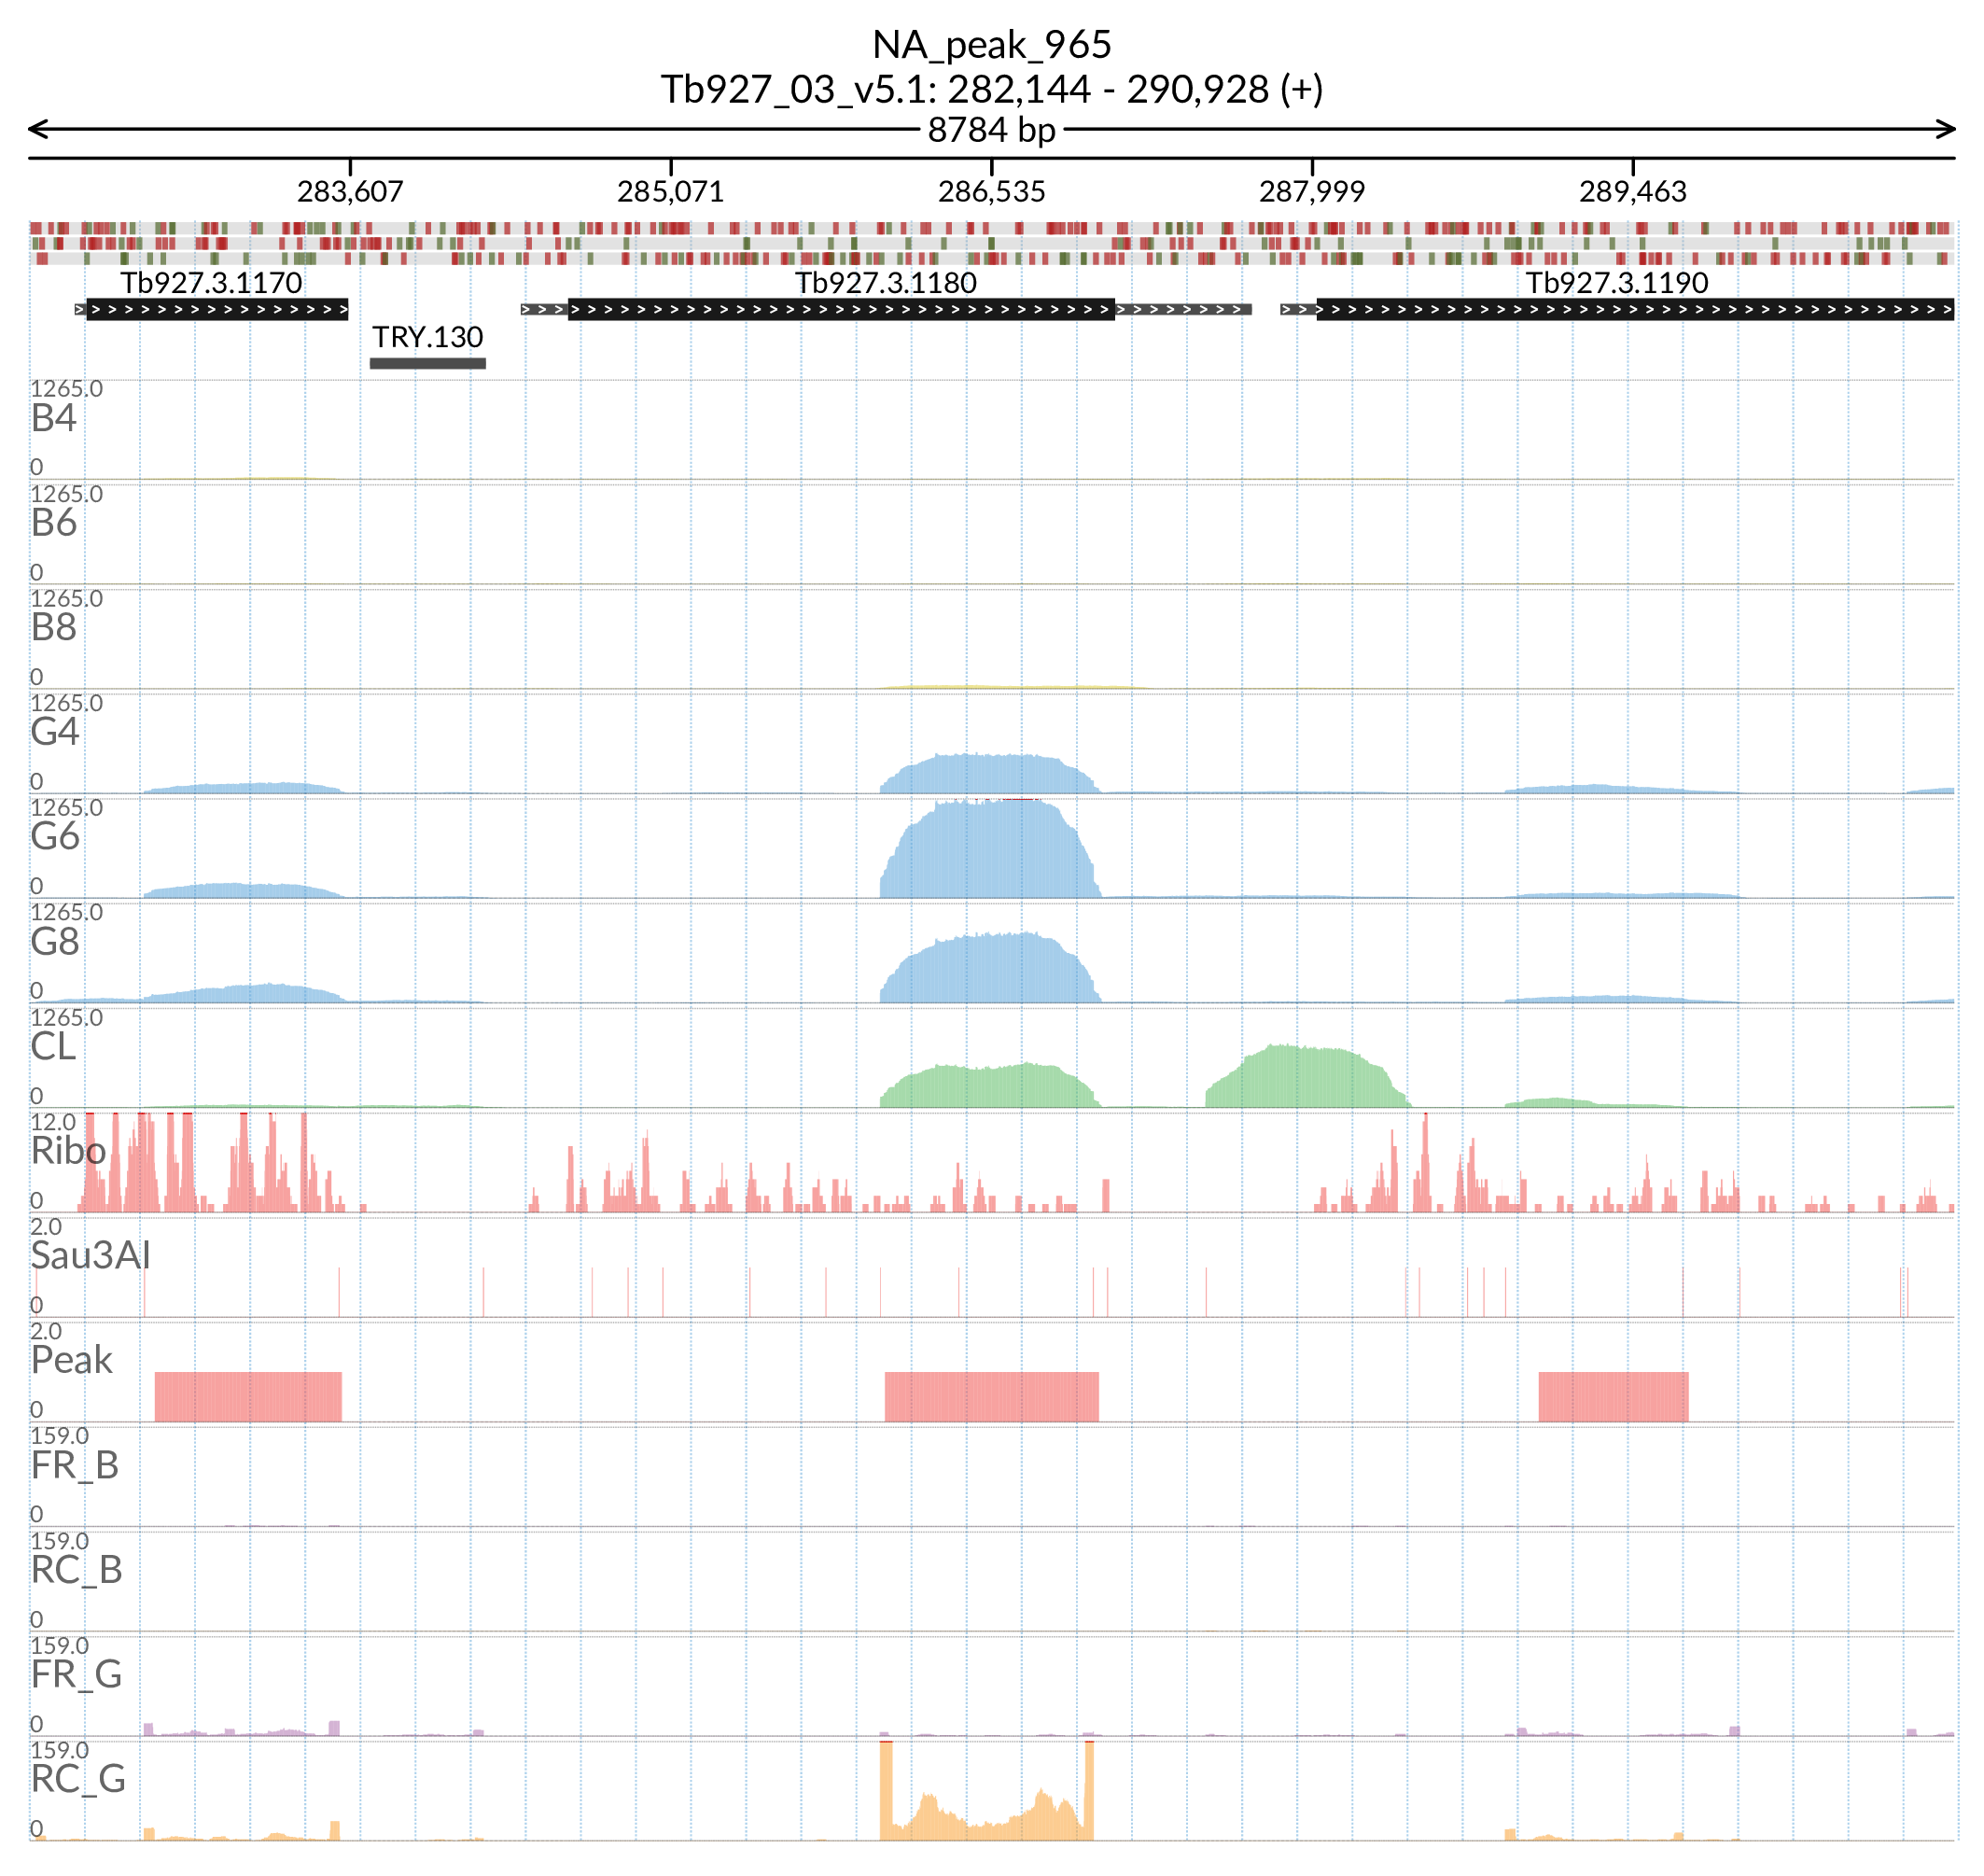 NA_peak_965
Tb927_03_v5.1: 282,144 - 290,928 (+)
8784 bp
283,607 285,071 286,535 287,999 289,463
Tb927.3.1170 Tb927.3.1180 Tb927.3.1190
TRY.130
1265.0
B4
0
1265.0
B6
0
1265.0
B8
0
1265.0
G4
0
1265.0
G6
0
1265.0
G8
0
1265.0
CL
0
12.0
Ribo
0
2.0
Sau3AI
0
2.0
Peak
0
159.0
FR_B
0
159.0
RC_B
0
159.0
FR_G
0
159.0
RC_G
0